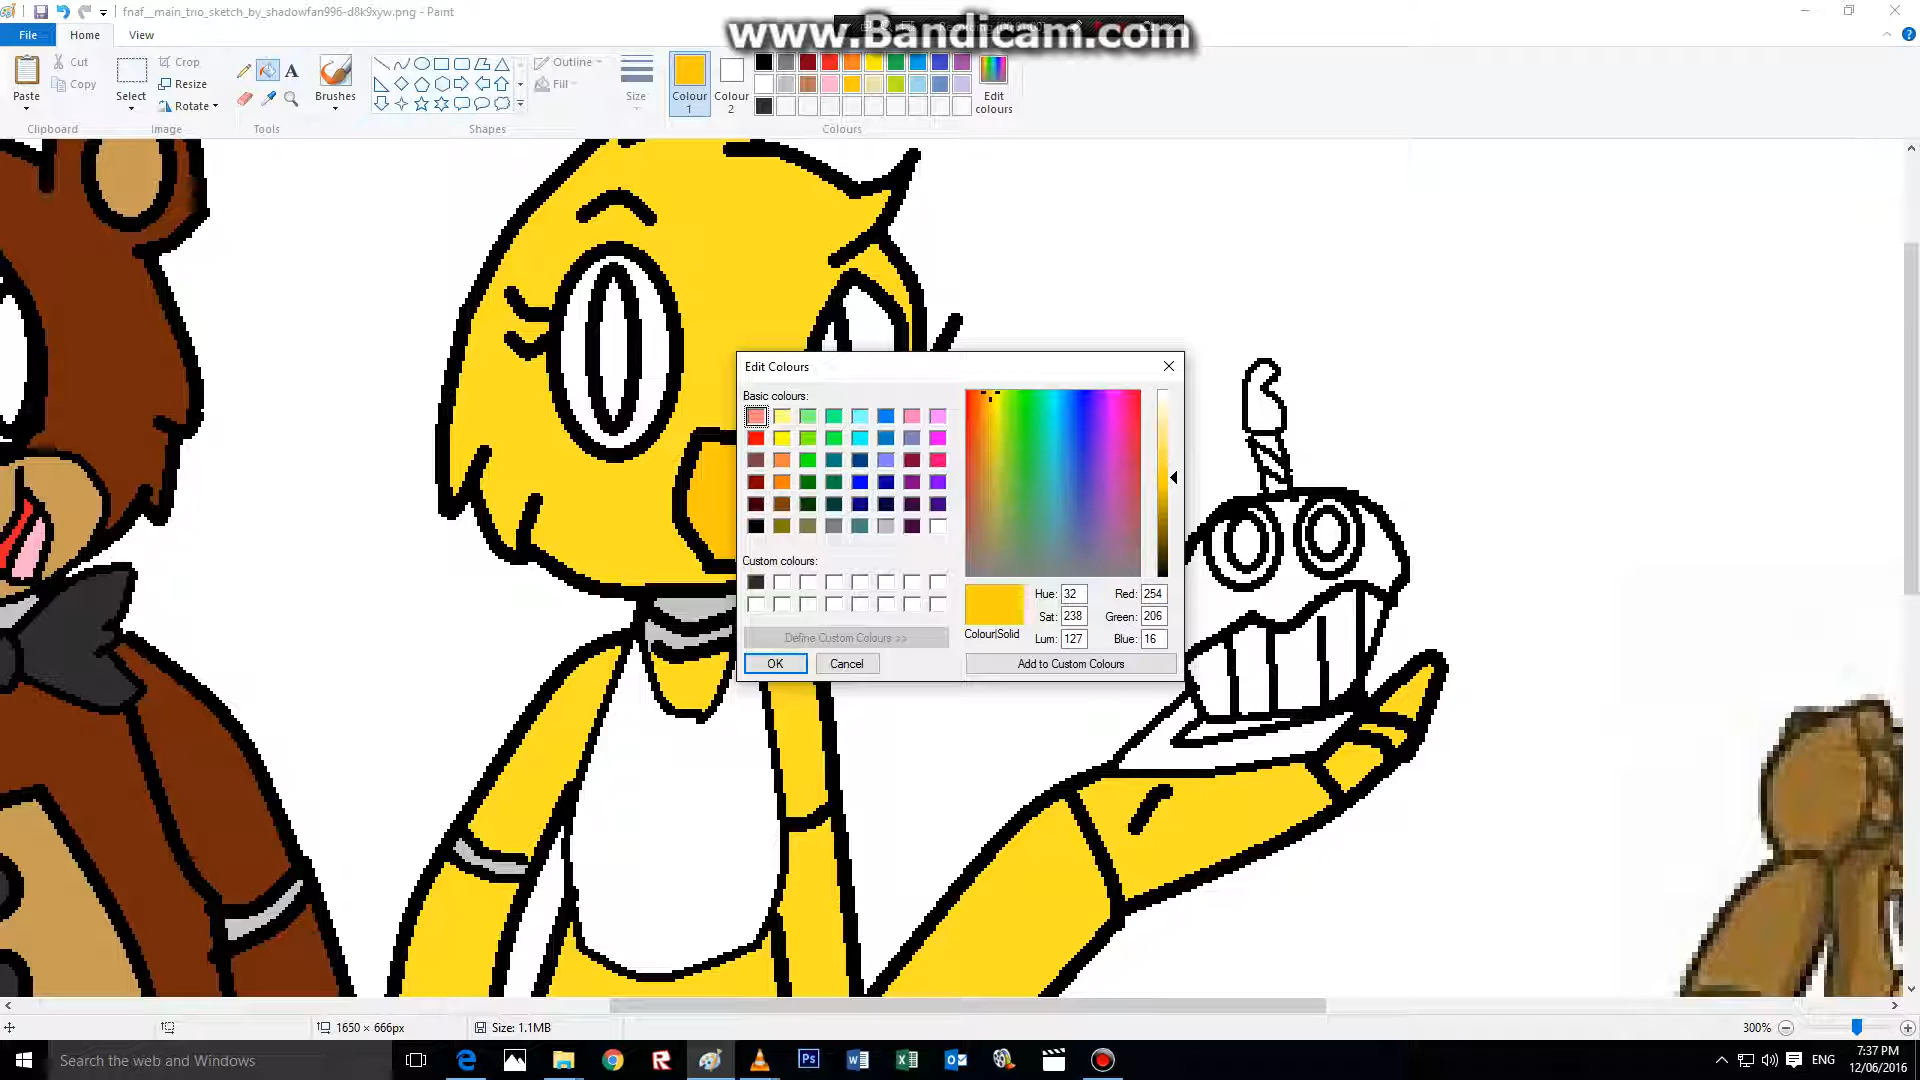 fnaf__main_trio_sketch_by_shadowfan996-d8k9xyw.png - Paint
www.Bandicam.com
File
Home
View
Paste
Cut
Copy
Clipboard
Select
Crop
Resize
Rotate
Image
A
Tools
Brushes
Shapes
Outline
Fill
Size
Colour
1
Colour
2
Edit
colours
Colours
Edit Colours
Basic colours:
Custom colours:
Define Custom Colours >>
OK
Cancel
Hue: 32
Sat: 238
Lum: 127
Red: 254
Green: 206
Blue: 16
Colour|Solid
Add to Custom Colours
1650 × 666px
Size: 1.1MB
300%
Search the web and Windows
Ps
ENG
7:37 PM
12/06/2016